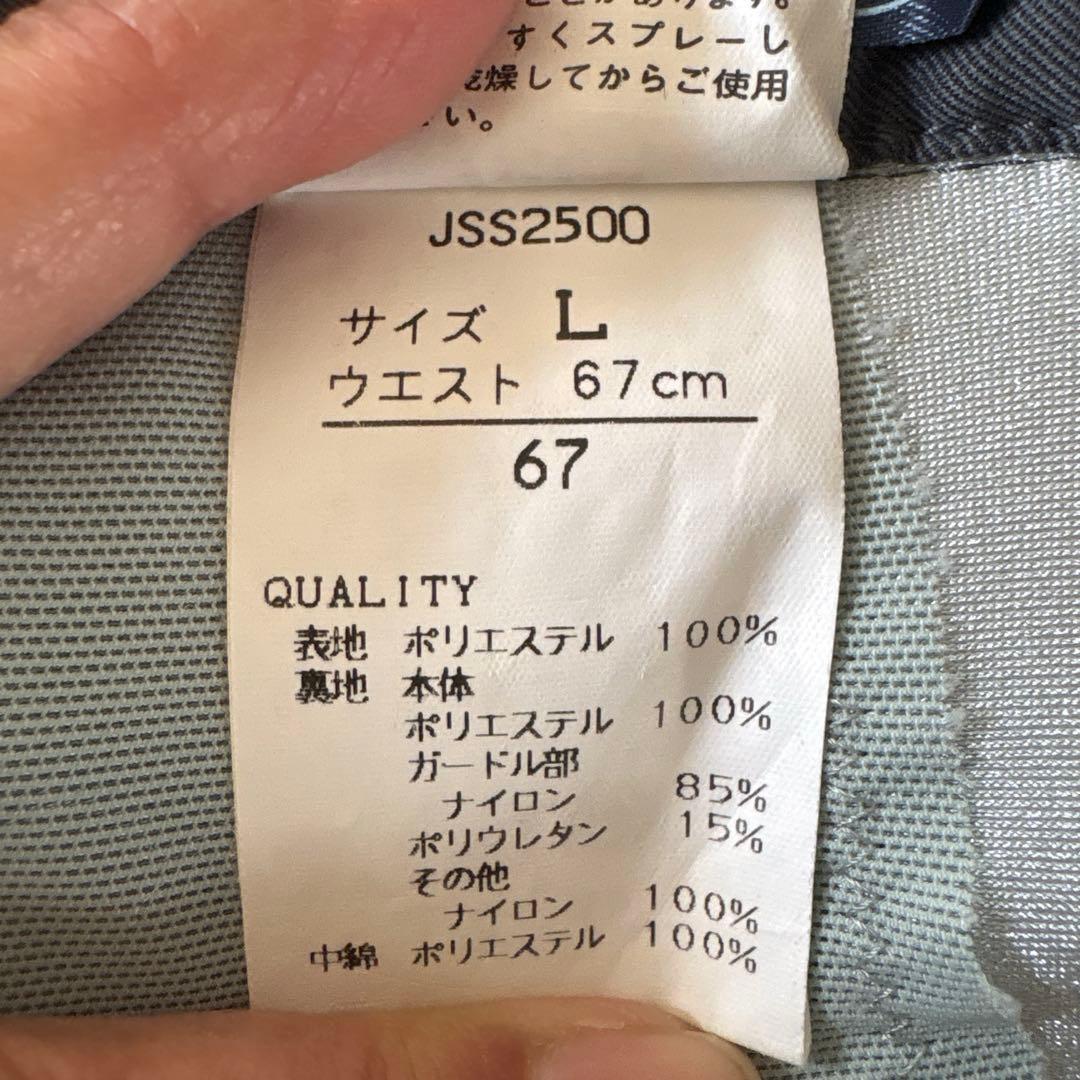 すくスプレーし
燥してからご使用
い。
JSS2500
サイズ L
ウエスト 67cm
67
QUALITY
表地 ポリエステル 100%
裏地 本体
ポリエステル 100%
ガードル部
ナイロン 85%
ポリウレタン 15%
その他
ナイロン 100%
中綿 ポリエステル 100%